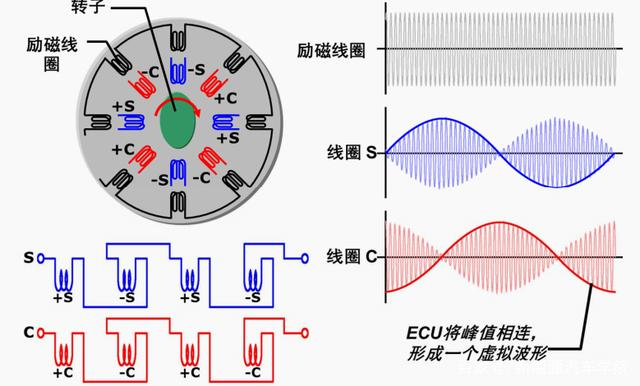 转子
励磁线
圈
-C
-S
+C
+S
+S
+C
-S
-C
励磁线圈
线圈 S
线圈 C
S
+S
-S
+S
-S
C
+C
-C
+C
-C
ECU将峰值相连，
形成一个虚拟波形